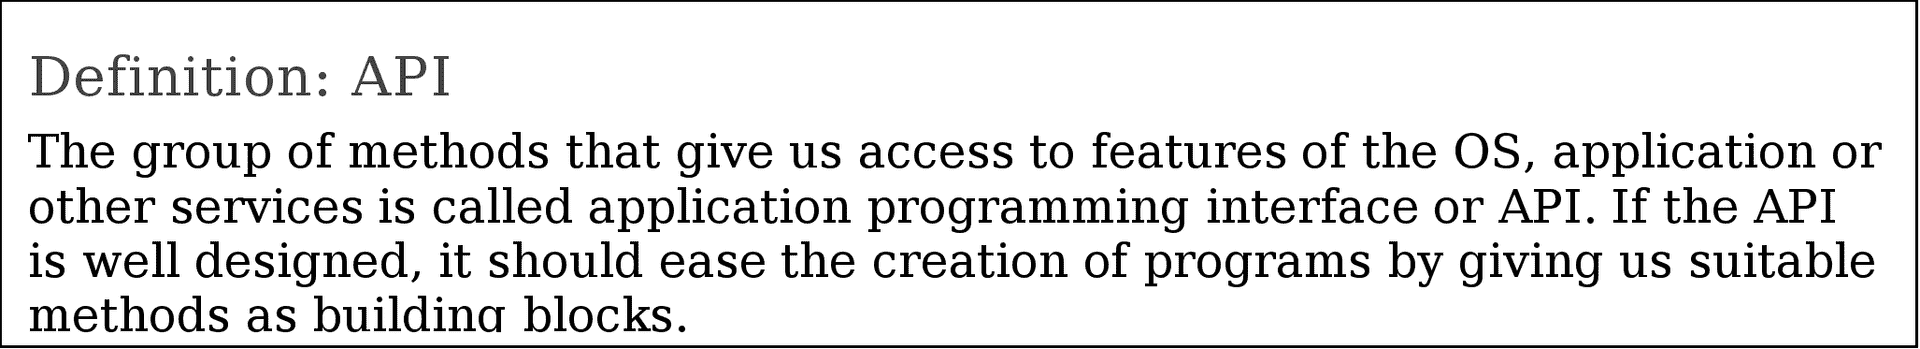 Definition: API
The group of methods that give us access to features of the OS, application or
other services is called application programming interface or API. If the API
is well designed, it should ease the creation of programs by giving us suitable
methods as building blocks.